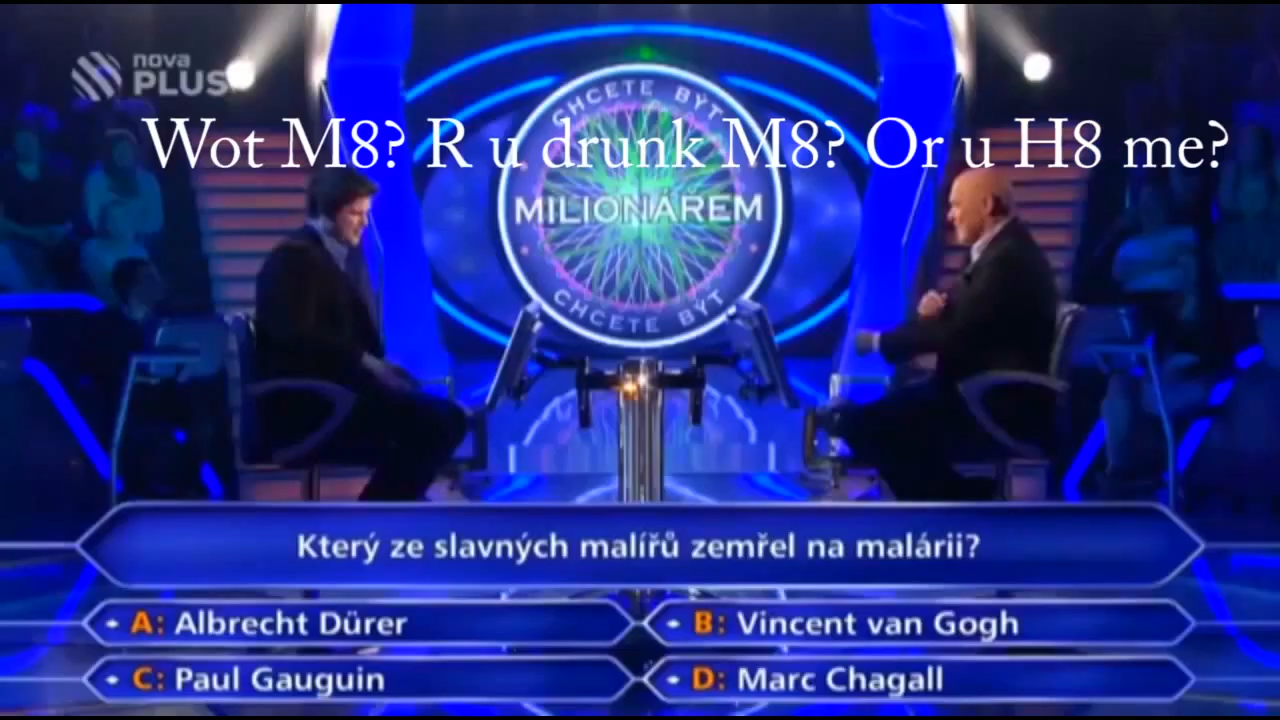 nova
PLUS
CHCETE BÝT
Wot M8? R u drunk M8? Or u H8 me?
MILIONÁŘEM
CHCETE BÝT
Který ze slavných malířů zemřel na malárii?
A: Albrecht Dürer
B: Vincent van Gogh
C: Paul Gauguin
D: Marc Chagall